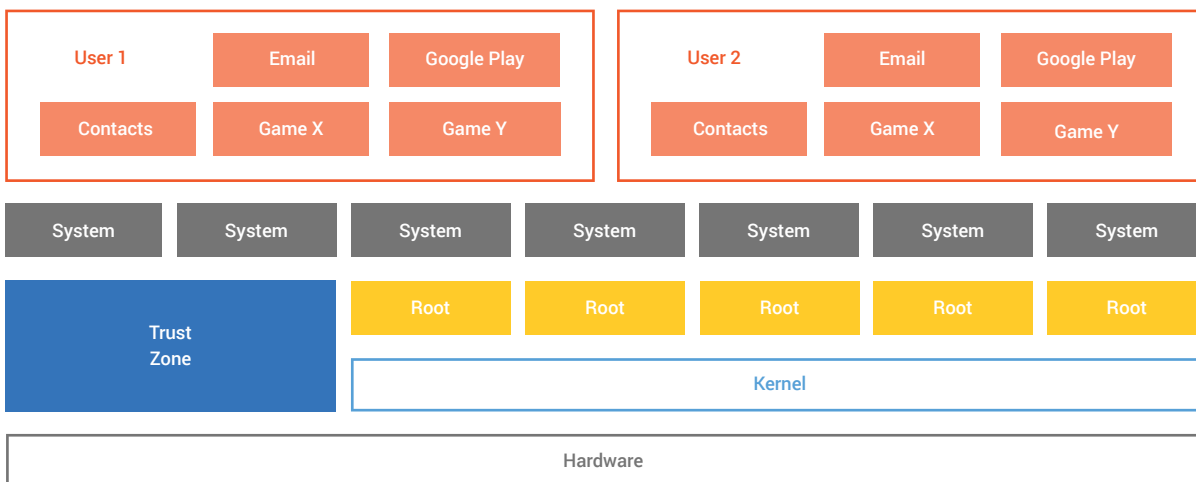 User 1
Email
Google Play
Contacts
Game X
Game Y
User 2
Email
Google Play
Contacts
Game X
Game Y
System
System
System
System
System
System
System
Trust
Zone
Root
Root
Root
Root
Root
Kernel
Hardware